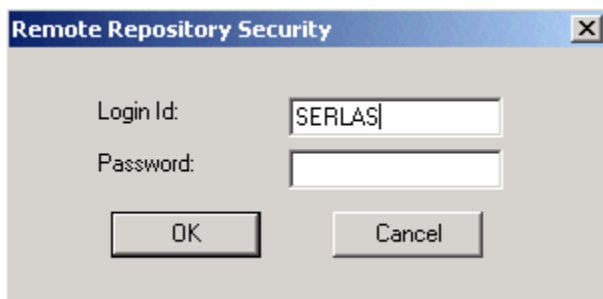 Remote Repository Security
Login Id: SERLAS
Password:
OK Cancel